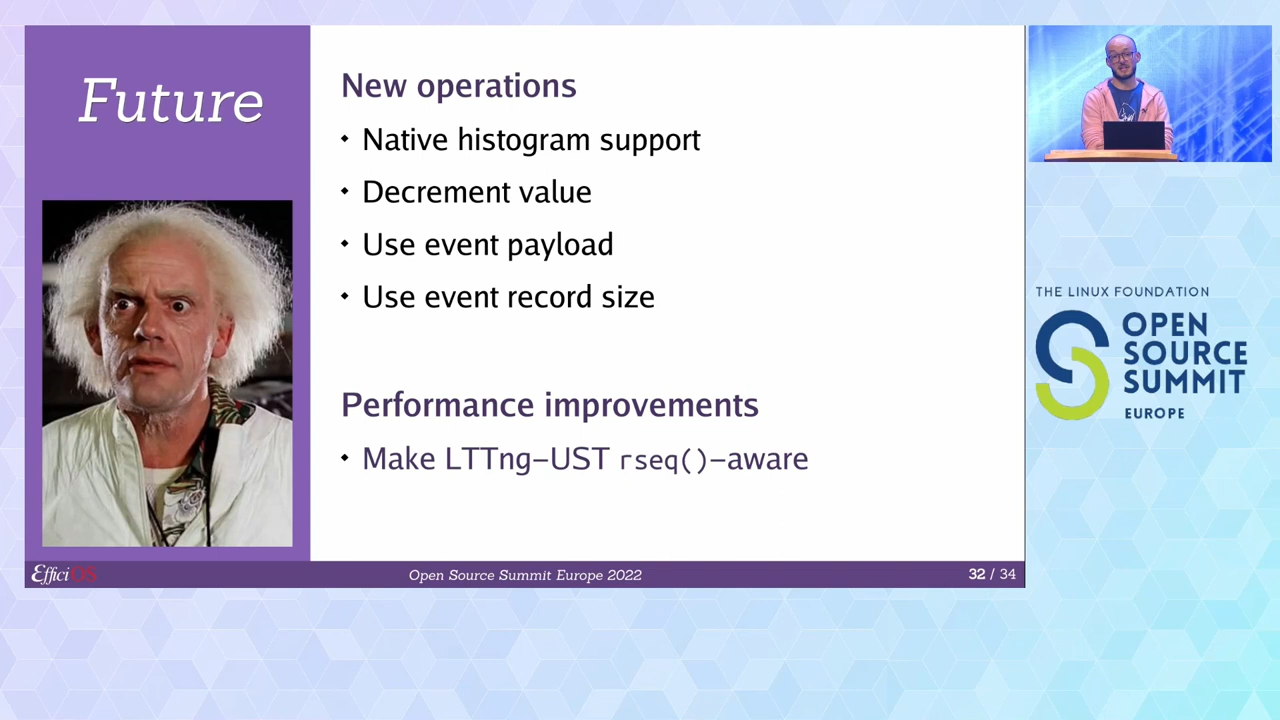 Future
New operations
• Native histogram support
• Decrement value
• Use event payload
• Use event record size
Performance improvements
• Make LTTng–UST rseq()–aware
EfficiOS
Open Source Summit Europe 2022
32 / 34
THE LINUX FOUNDATION
OPEN
SOURCE
SUMMIT
EUROPE